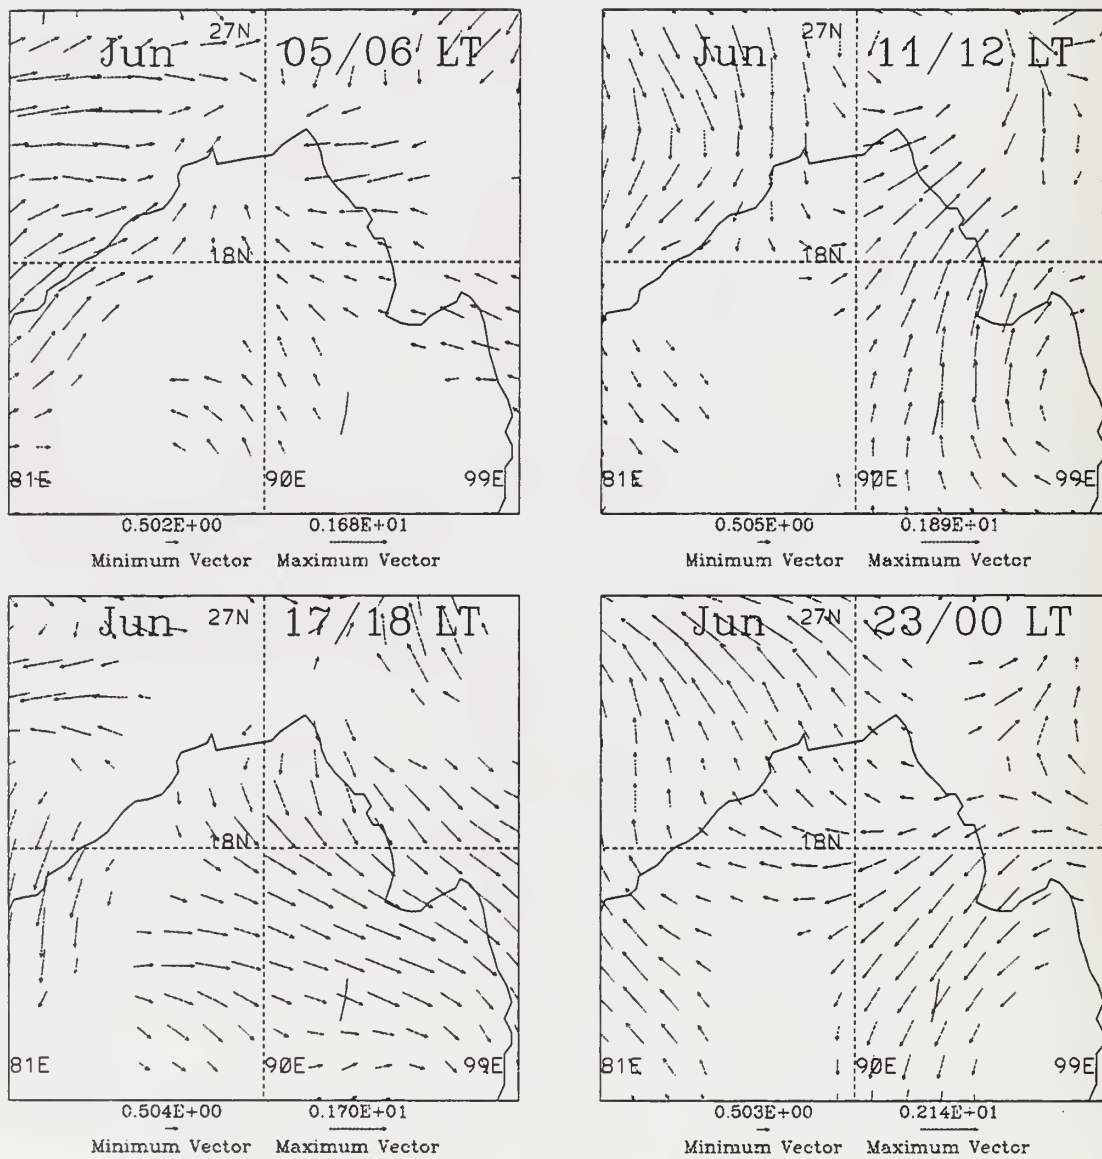 Jun 27N 05/06 LT
18N
81E 90E 99E
0.502E+00 0.168E+01
Minimum Vector Maximum Vector
Jun 27N 11/12 LT
18N
81E 90E 99E
0.505E+00 0.189E+01
Minimum Vector Maximum Vector
Jun 27N 17/18 LT
18N
81E 90E 99E
0.504E+00 0.170E+01
Minimum Vector Maximum Vector
Jun 27N 23/00 LT
18N
81E 90E 99E
0.503E+00 0.214E+01
Minimum Vector Maximum Vector